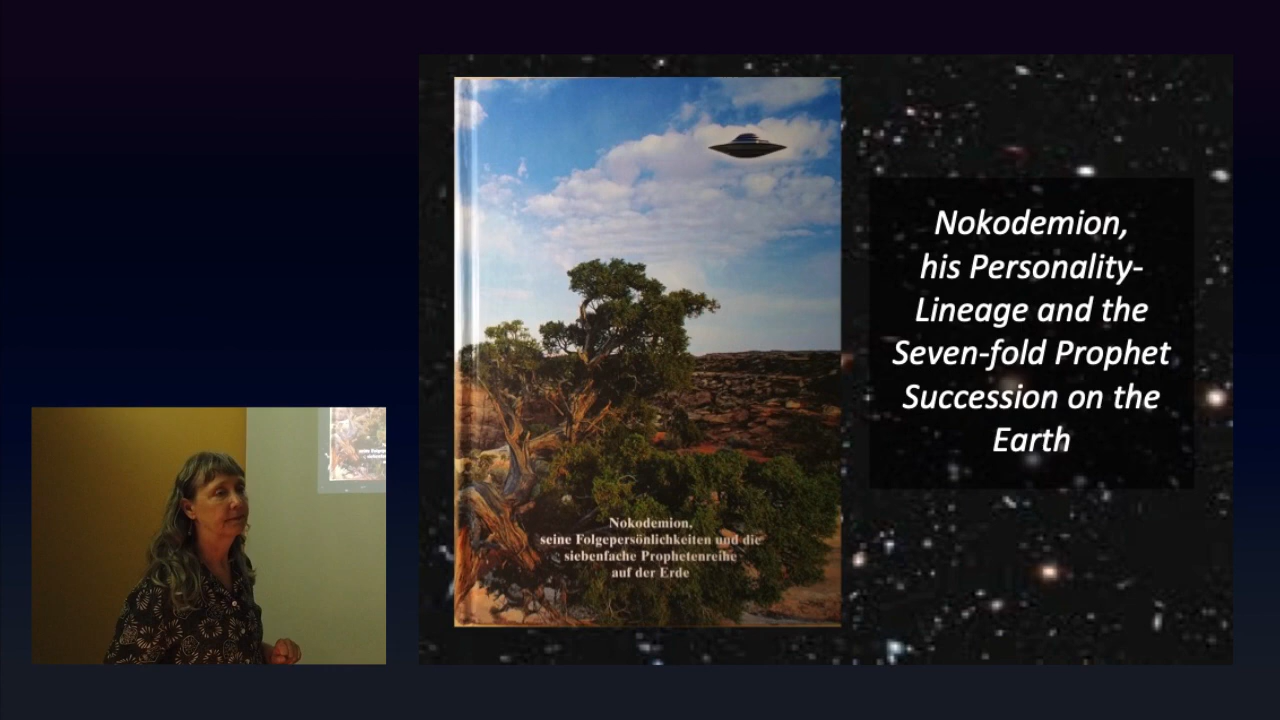 Nokodemion,
seine Folgepersönlichkeiten und die
siebenfache Prophetenreihe
auf der Erde
Nokodemion,
his Personality-
Lineage and the
Seven-fold Prophet
Succession on the
Earth